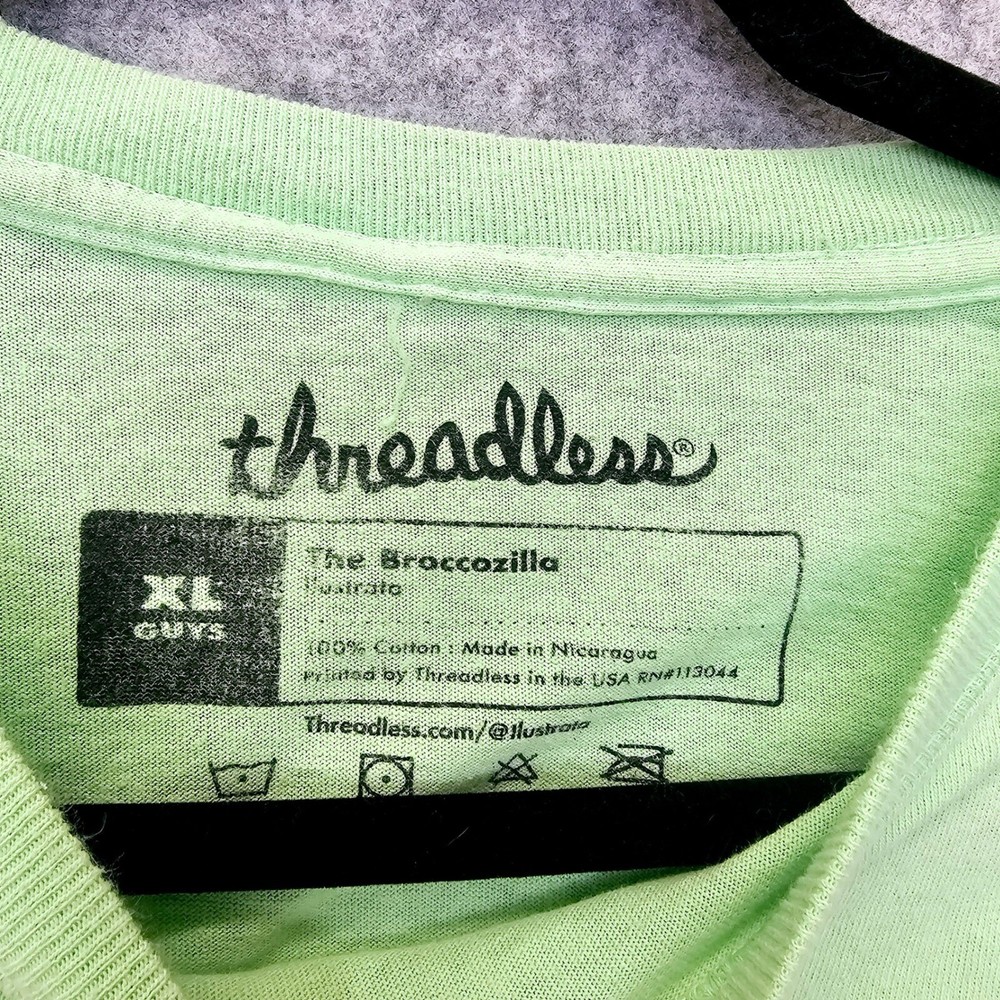 threadless®
XL
GUYS
The Broccozilla
Ilustrata
100% Cotton : Made in Nicaragua
Printed by Threadless in the USA RN#113044
Threadless.com/@Ilustrata